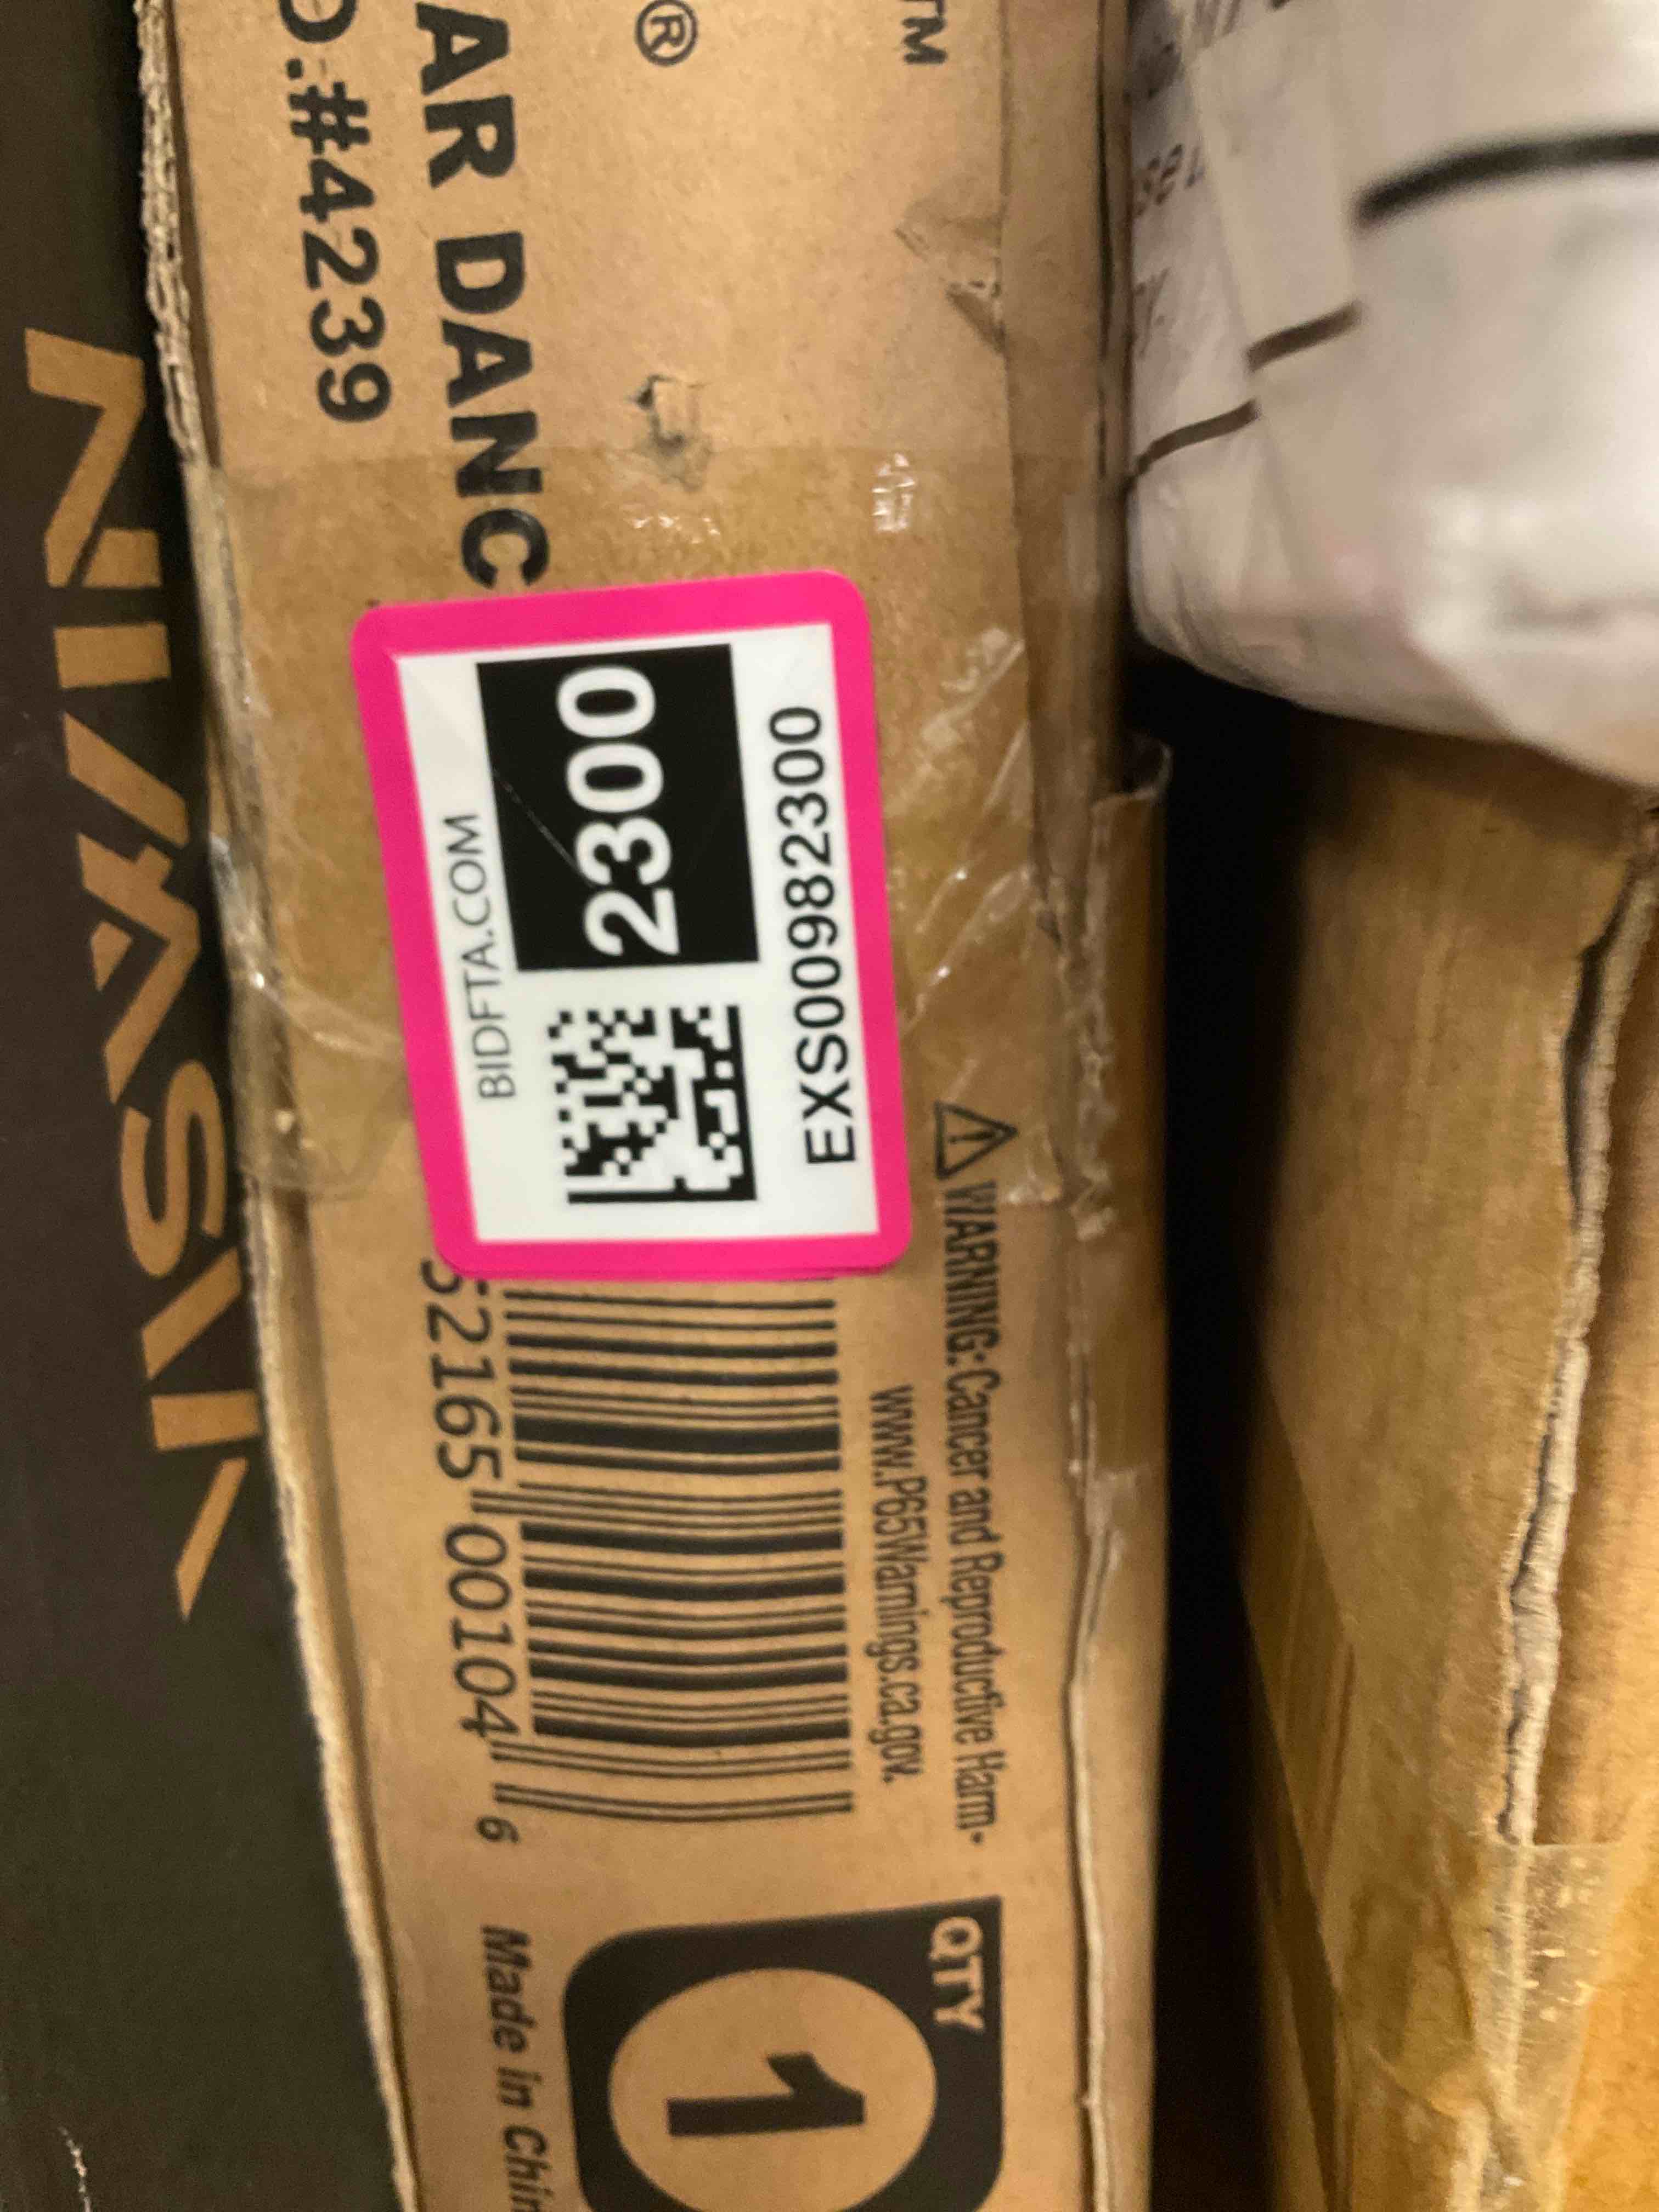 ®
TM
AR DANC
D.#4239
BIDFTA.COM
2300
EXS00982300
52165 00104 6
⚠ WARNING: Cancer and Reproductive Harm-
www.P65Warnings.ca.gov.
QTY
1
Made in Chin